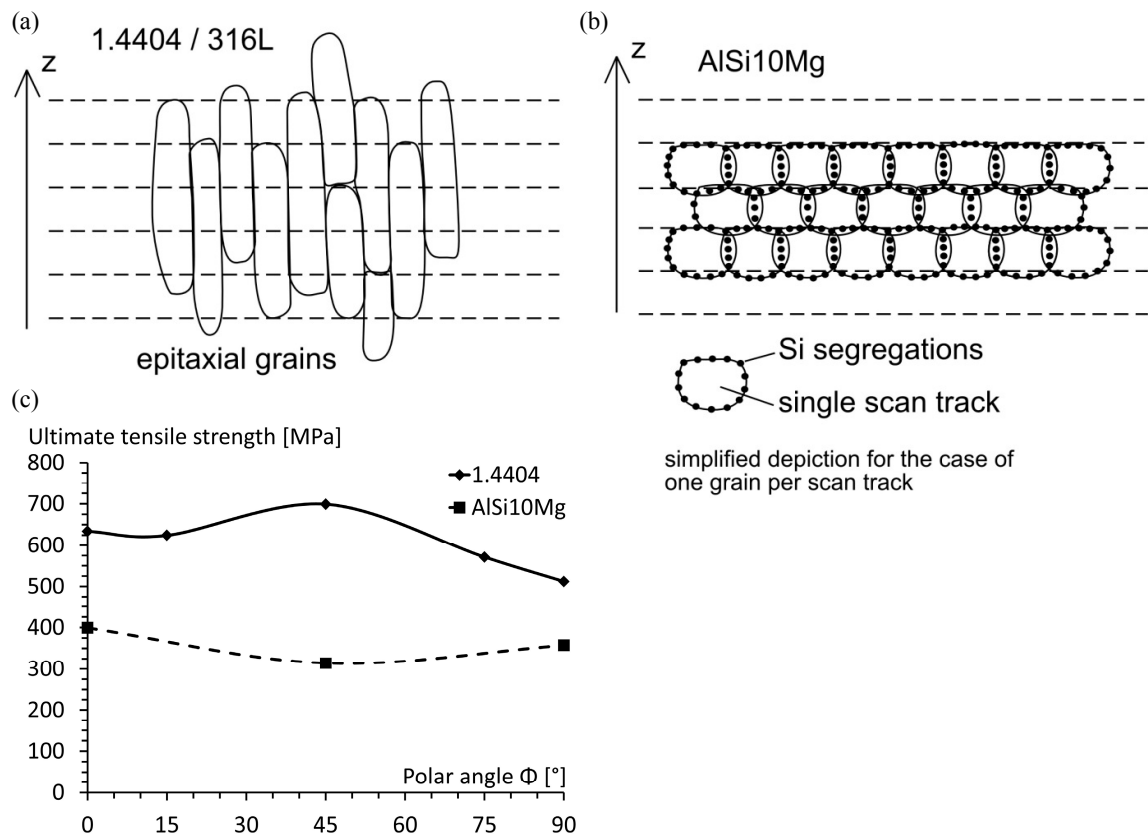 (a)
1.4404 / 316L
z
epitaxial grains
(b)
z
AlSi10Mg
Si segregations
single scan track
simplified depiction for the case of
one grain per scan track
(c)
Ultimate tensile strength [MPa]
800
700
600
500
400
300
200
100
0
1.4404
AlSi10Mg
Polar angle Φ [°]
0 15 30 45 60 75 90